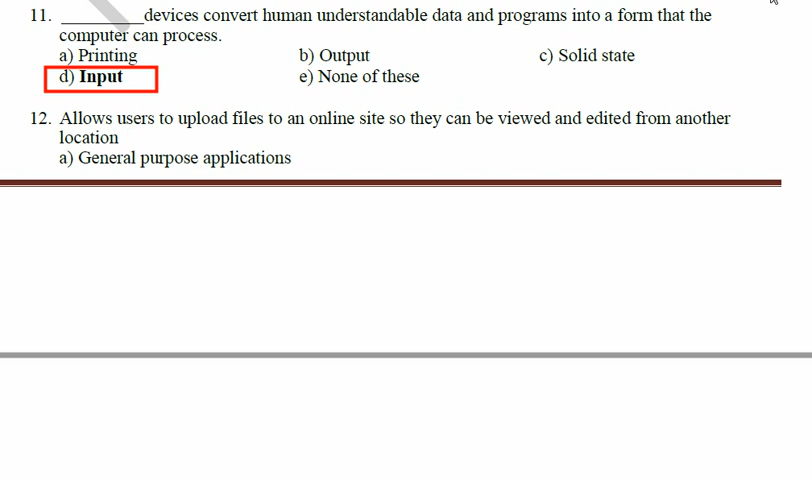 11. _________devices convert human understandable data and programs into a form that the
computer can process.
a) Printing b) Output c) Solid state
d) Input e) None of these
12. Allows users to upload files to an online site so they can be viewed and edited from another
location
a) General purpose applications